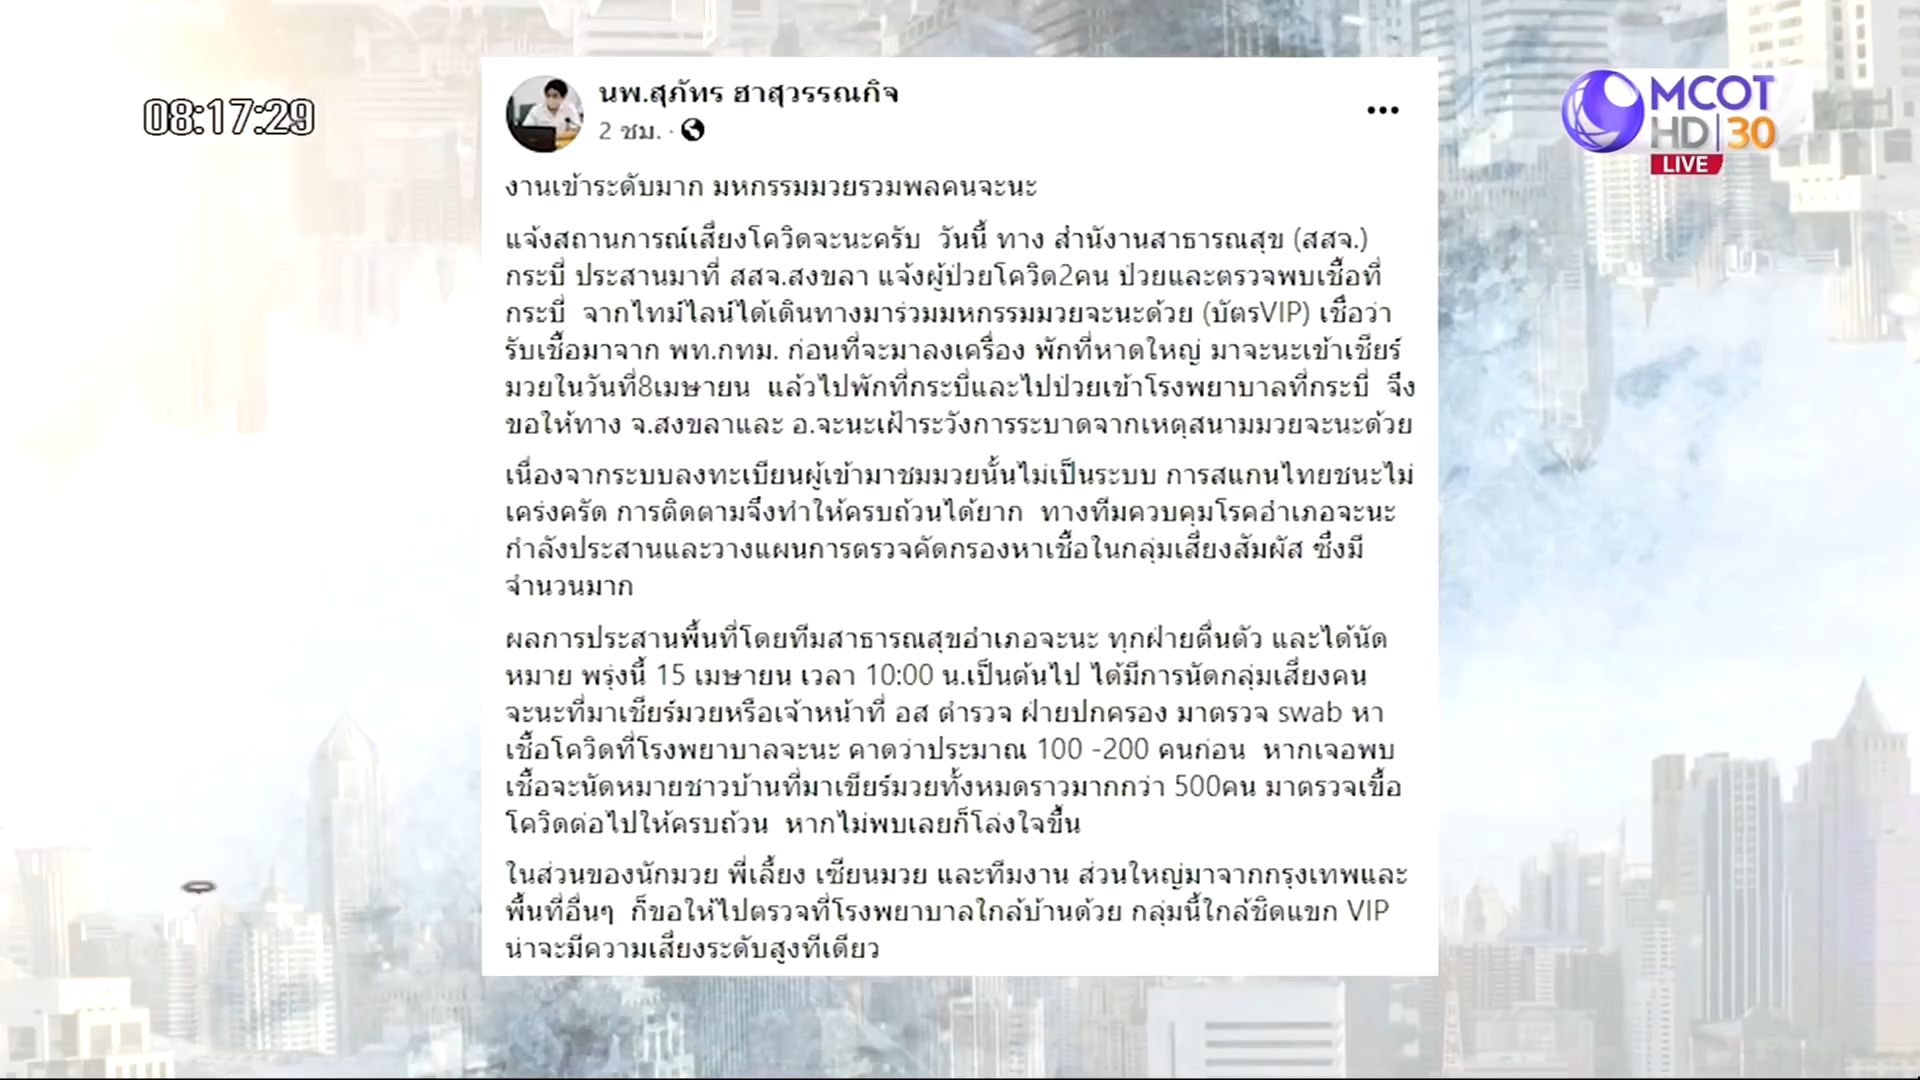 08:17:29
MCOT
HD 30
LIVE
นพ.สุภัทร ฮาสุวรรณกิจ
2 ชม. ·
งานเข้าระดับมาก มหกรรมมวยรวมพลคนจะนะ
แจ้งสถานการณ์เสี่ยงโควิดจะนะครับ วันนี้ ทาง สำนังานสาธารณสุข (สสจ.)
กระบี่ ประสานมาที่ สสจ.สงขลา แจ้งผู้ป่วยโควิด2คน ป่วยและตรวจพบเชื้อที่
กระบี่ จากไทม์ไลน์ได้เดินทางมาร่วมมหกรรมมวยจะนะด้วย (บัตรVIP) เชื่อว่า
รับเชื้อมาจาก พท.กทม. ก่อนที่จะมาลงเครื่อง พักที่หาดใหญ่ มาจะนะเข้าเชียร์
มวยในวันที่8เมษายน แล้วไปพักที่กระบี่และไปป่วยเข้าโรงพยาบาลที่กระบี่ จึง
ขอให้ทาง จ.สงขลาและ อ.จะนะเฝ้าระวังการระบาดจากเหตุสนามมวยจะนะด้วย
เนื่องจากระบบลงทะเบียนผู้เข้ามาชมมวยนั้นไม่เป็นระบบ การสแกนไทยชนะไม่
เคร่งครัด การติดตามจึงทำให้ครบถ้วนได้ยาก ทางทีมควบคุมโรคอำเภอจะนะ
กำลังประสานและวางแผนการตรวจคัดกรองหาเชื้อในกลุ่มเสี่ยงสัมผัส ซึ่งมี
จำนวนมาก
ผลการประสานพื้นที่โดยทีมสาธารณสุขอำเภอจะนะ ทุกฝ่ายตื่นตัว และได้นัด
หมาย พรุ่งนี้ 15 เมษายน เวลา 10:00 น.เป็นต้นไป ได้มีการนัดกลุ่มเสี่ยงคน
จะนะที่มาเชียร์มวยหรือเจ้าหน้าที่ อส ตำรวจ ฝ่ายปกครอง มาตรวจ swab หา
เชื้อโควิดที่โรงพยาบาลจะนะ คาดว่าประมาณ 100 -200 คนก่อน หากเจอพบ
เชื้อจะนัดหมายชาวบ้านที่มาเขียร์มวยทั้งหมดราวมากกว่า 500คน มาตรวจเขื้อ
โควิดต่อไปให้ครบถ้วน หากไม่พบเลยก็โล่งใจขึ้น
ในส่วนของนักมวย พี่เลี้ยง เซียนมวย และทีมงาน ส่วนใหญ่มาจากกรุงเทพและ
พื้นที่อื่นๆ ก็ขอให้ไปตรวจที่โรงพยาบาลใกล้บ้านด้วย กลุ่มนี้ใกล้ชิดแขก VIP
น่าจะมีความเสี่ยงระดับสูงทีเดียว